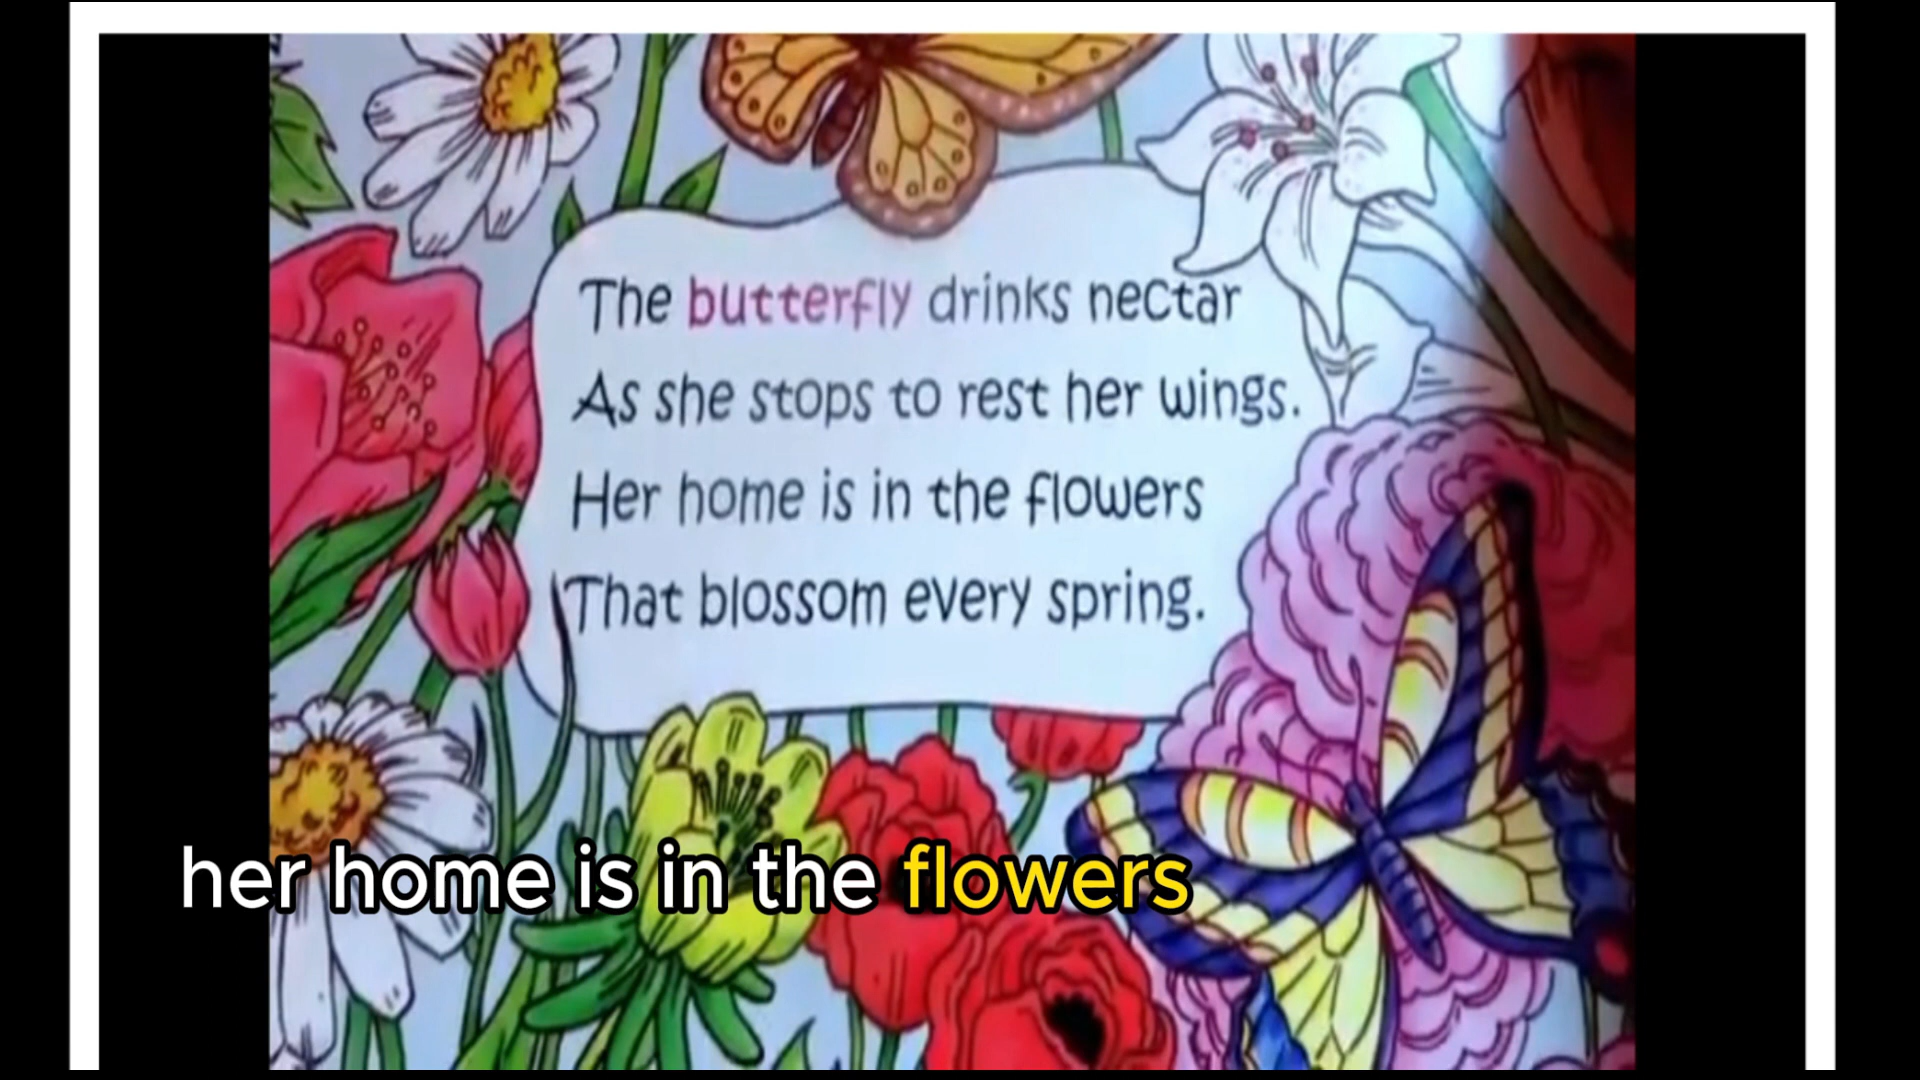 The butterfly drinks nectar
As she stops to rest her wings.
Her home is in the flowers
That blossom every spring.
her home is in the flowers